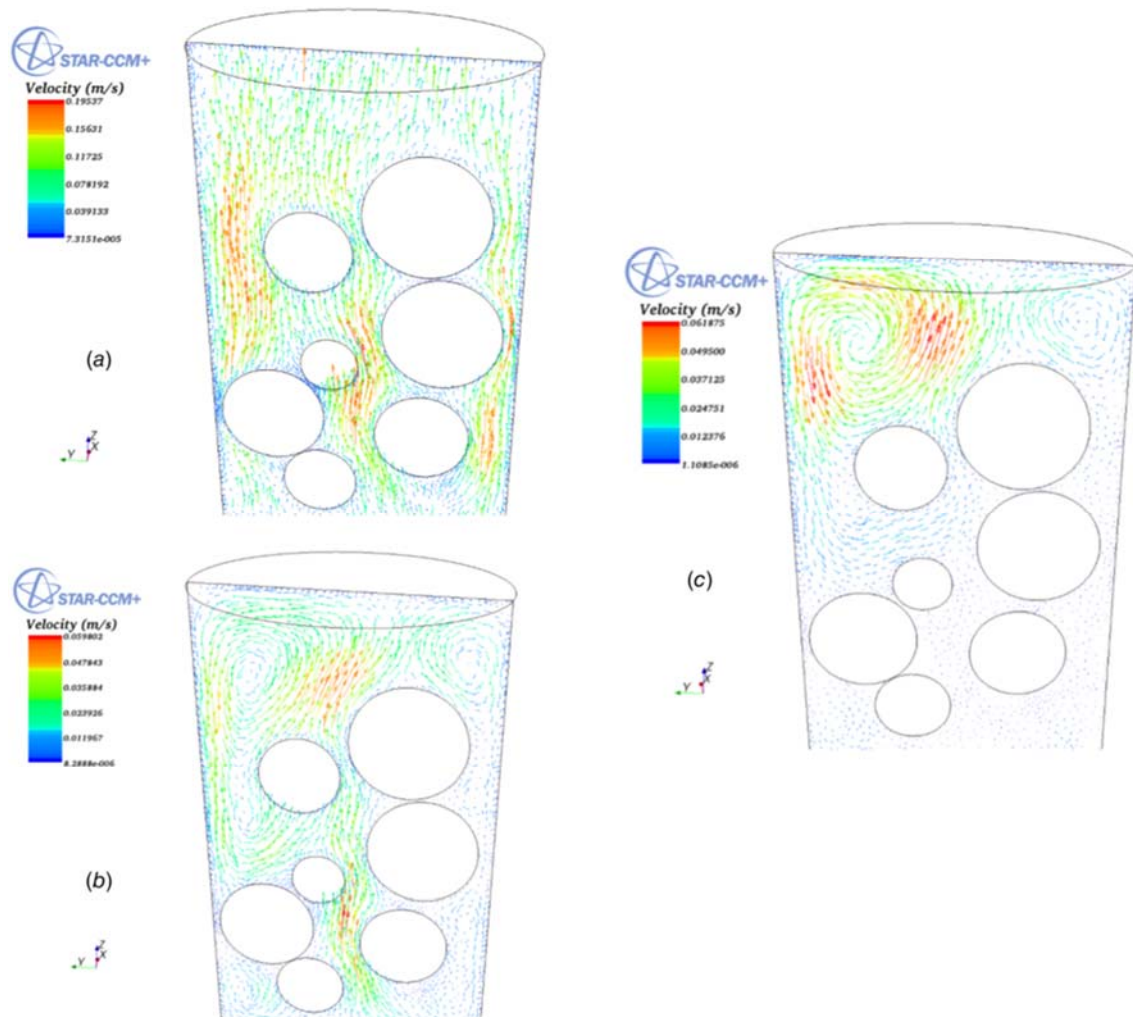 STAR-CCM+
Velocity (m/s)
0.19537
0.15631
0.11725
0.078192
0.039133
7.3151e-005
(a)
Z
Y X
STAR-CCM+
Velocity (m/s)
0.059802
0.047843
0.035884
0.023926
0.011967
8.2888e-006
(b)
Z
Y X
STAR-CCM+
Velocity (m/s)
0.061875
0.049500
0.037125
0.024751
0.012376
1.1085e-006
(c)
Z
Y X